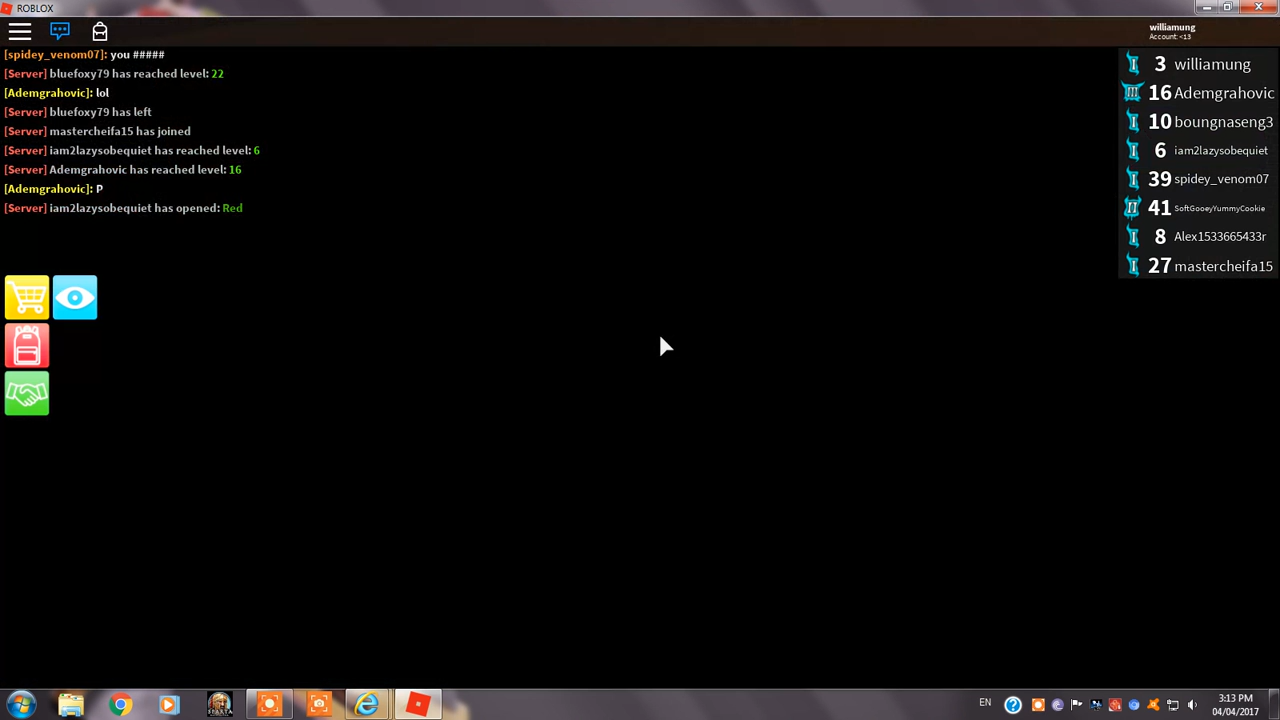 ROBLOX
williamung
Account: <13
[spidey_venom07]: you #####
[Server] bluefoxy79 has reached level: 22
[Ademgrahovic]: lol
[Server] bluefoxy79 has left
[Server] mastercheifa15 has joined
[Server] iam2lazysobequiet has reached level: 6
[Server] Ademgrahovic has reached level: 16
[Ademgrahovic]: P
[Server] iam2lazysobequiet has opened: Red
I 3 williamung
III 16 Ademgrahovic
I 10 boungnaseng3
I 6 iam2lazysobequiet
I 39 spidey_venom07
II 41 SoftGooeyYummyCookie
I 8 Alex1533665433r
I 27 mastercheifa15
SPARTA
EN
3:13 PM
04/04/2017